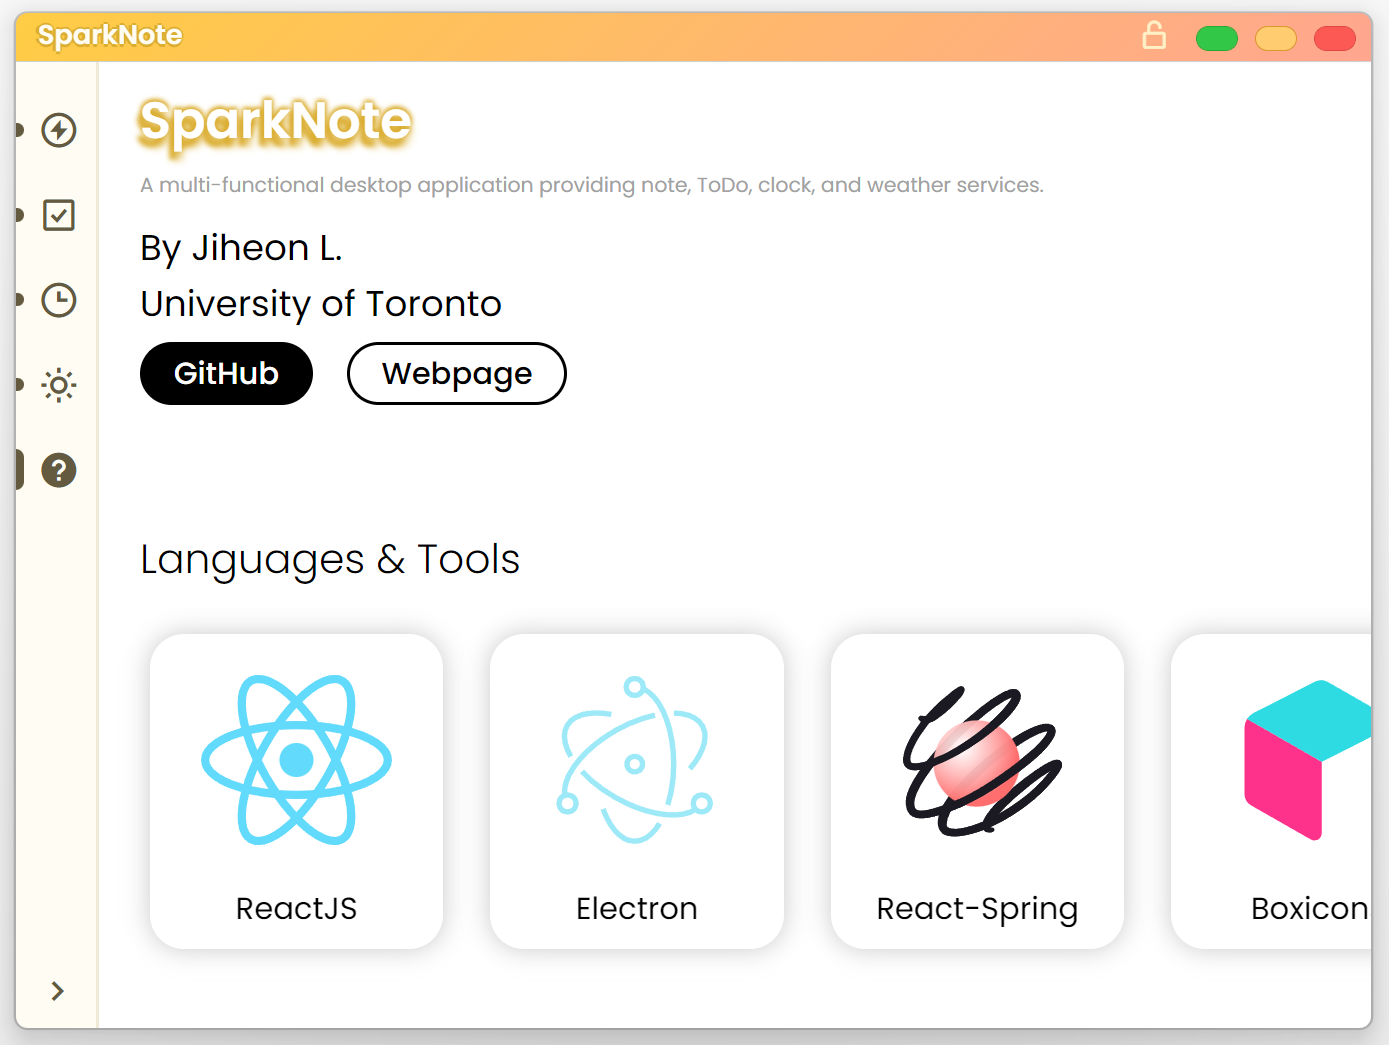 SparkNote
SparkNote
A multi-functional desktop application providing note, ToDo, clock, and weather services.
By Jiheon L.
University of Toronto
GitHub Webpage
Languages & Tools
ReactJS Electron React-Spring Boxicon